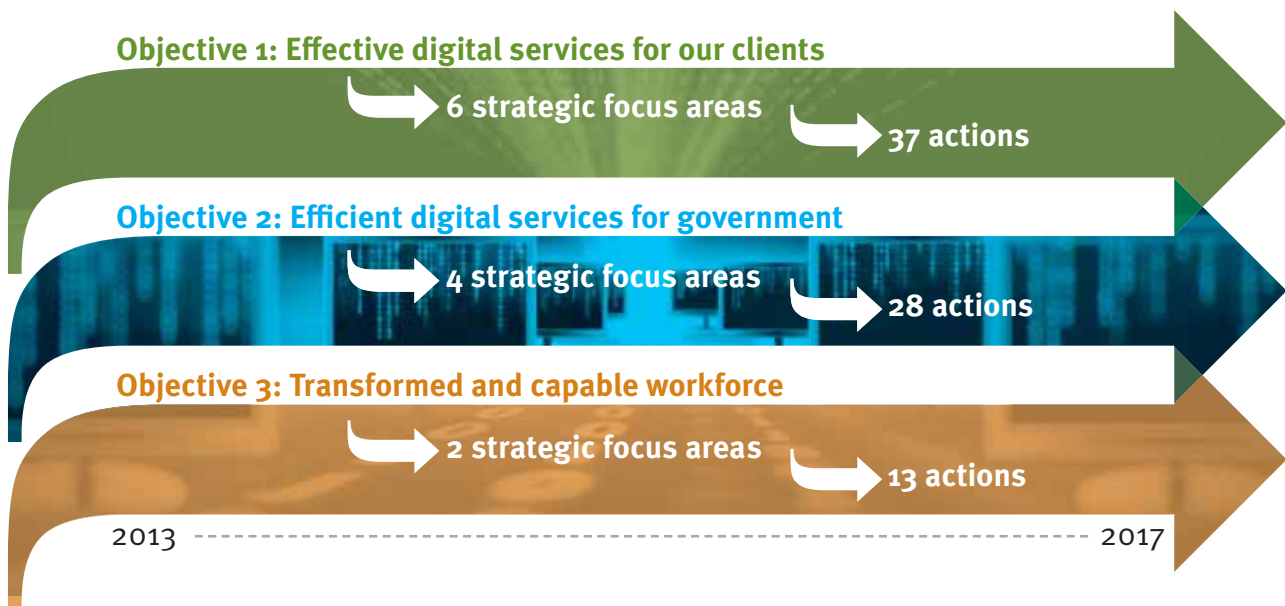 Objective 1: Effective digital services for our clients
6 strategic focus areas
37 actions
Objective 2: Efficient digital services for government
4 strategic focus areas
28 actions
Objective 3: Transformed and capable workforce
2 strategic focus areas
13 actions
2013
2017